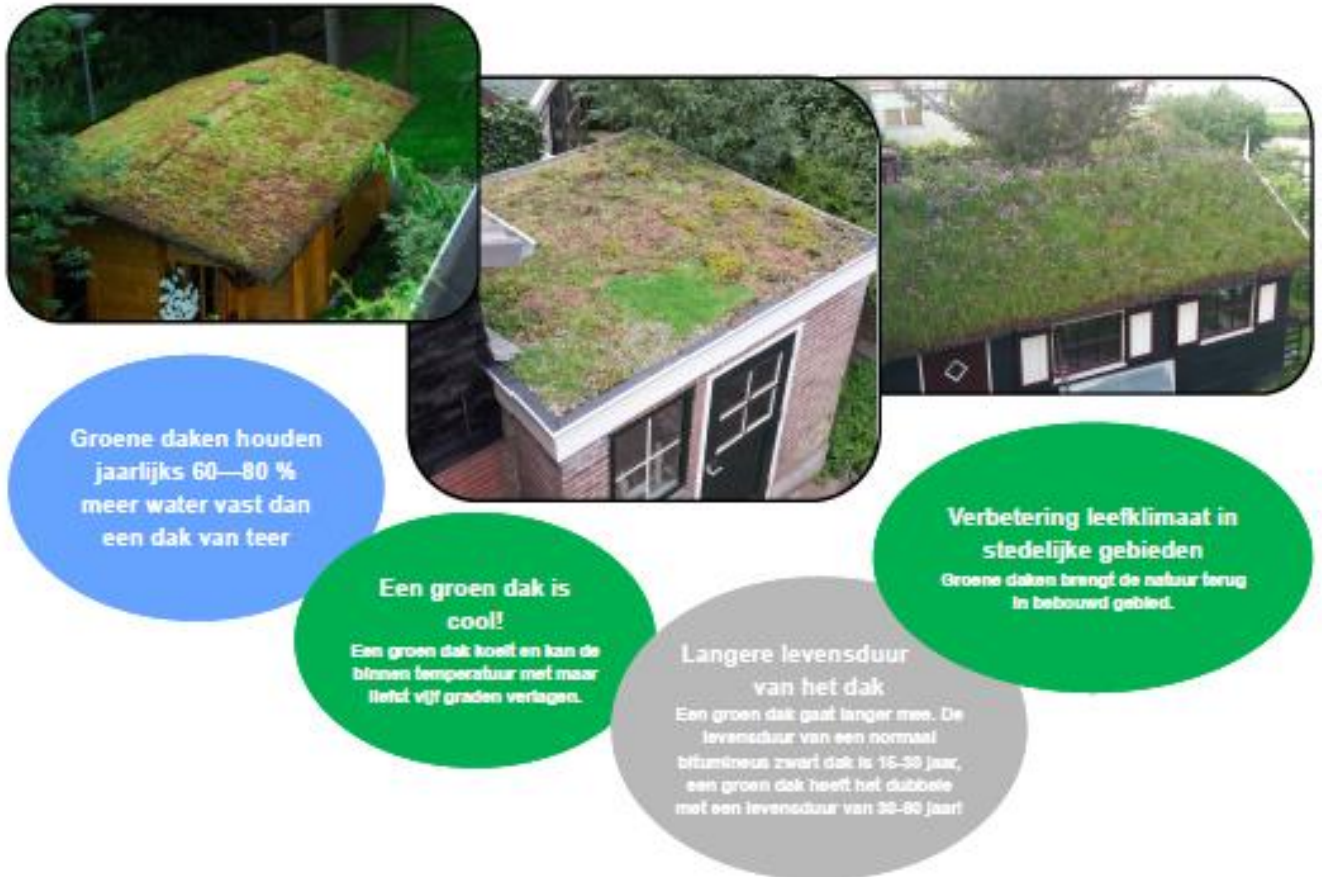 Groene daken houden
jaarlijks 60—80 %
meer water vast dan
een dak van teer
Een groen dak is
cool!
Een groen dak koelt en kan de
binnen temperatuur met maar
liefst vijf graden verlagen.
Langere levensduur
van het dak
Een groen dak gaat langer mee. De
levensduur van een normaal
bitumineus zwart dak is jaar,
een groen dak heeft het dubbele
met een levensduur van jaar!
Verbetering leefklimaat in
stedelijke gebieden
Groene daken brengt de natuur terug
in bebouwd gebied.